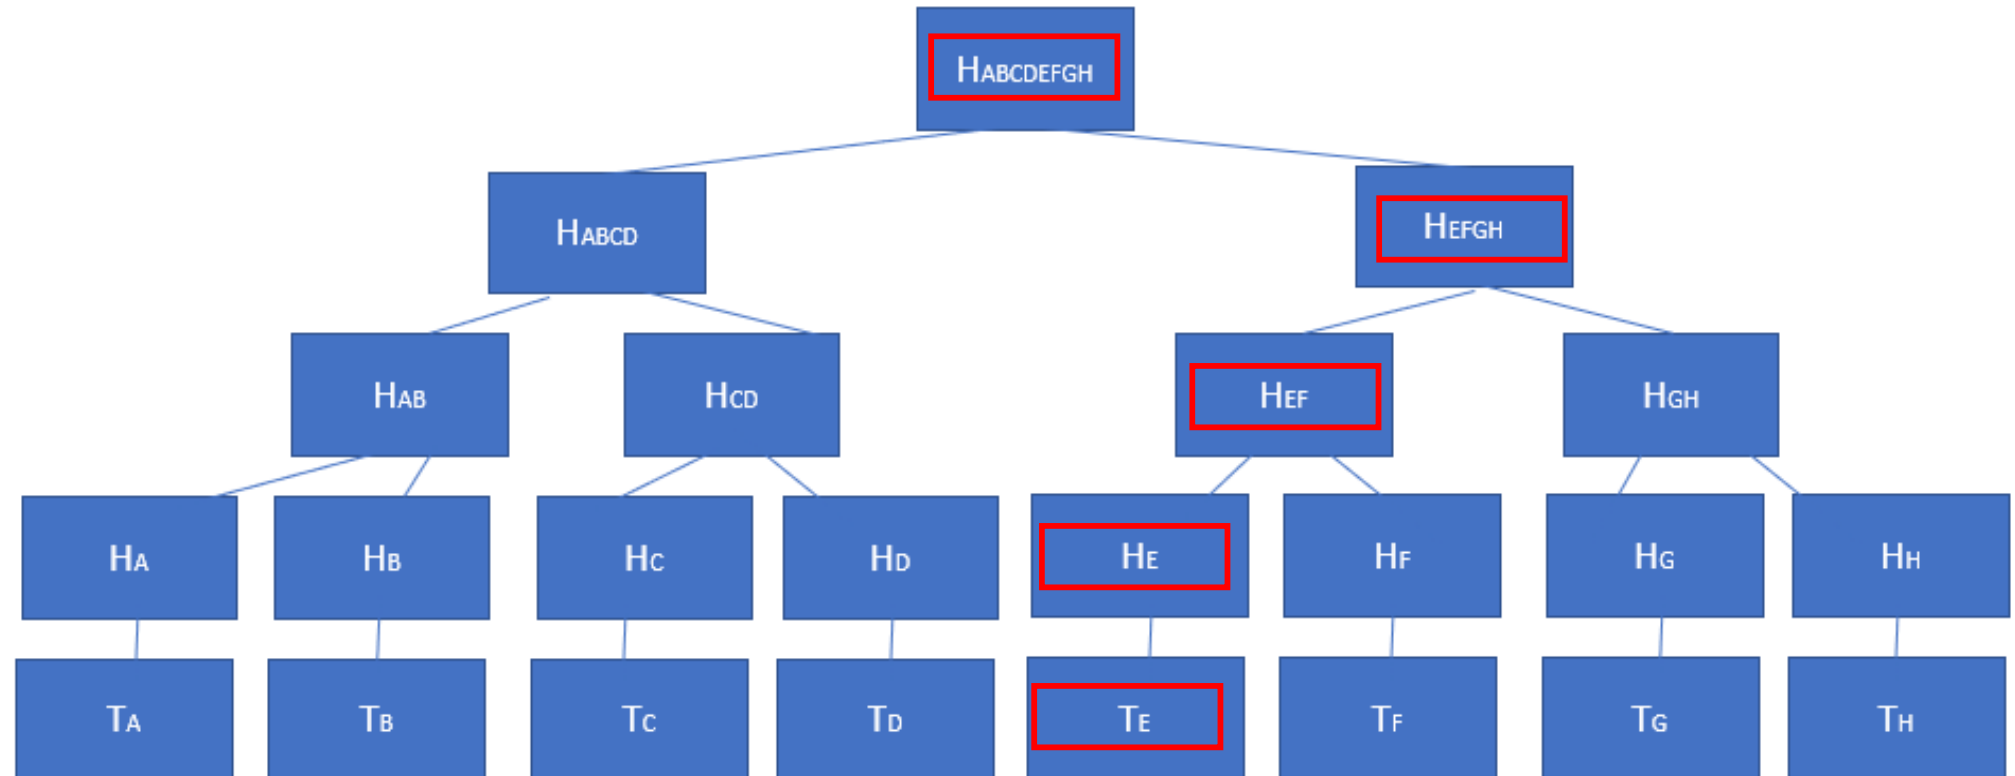 HABCDEFGH
HABCD
HEFGH
HAB
HCD
HEF
HGH
HA
HB
HC
HD
HE
HF
HG
HH
TA
TB
TC
TD
TE
TF
TG
TH